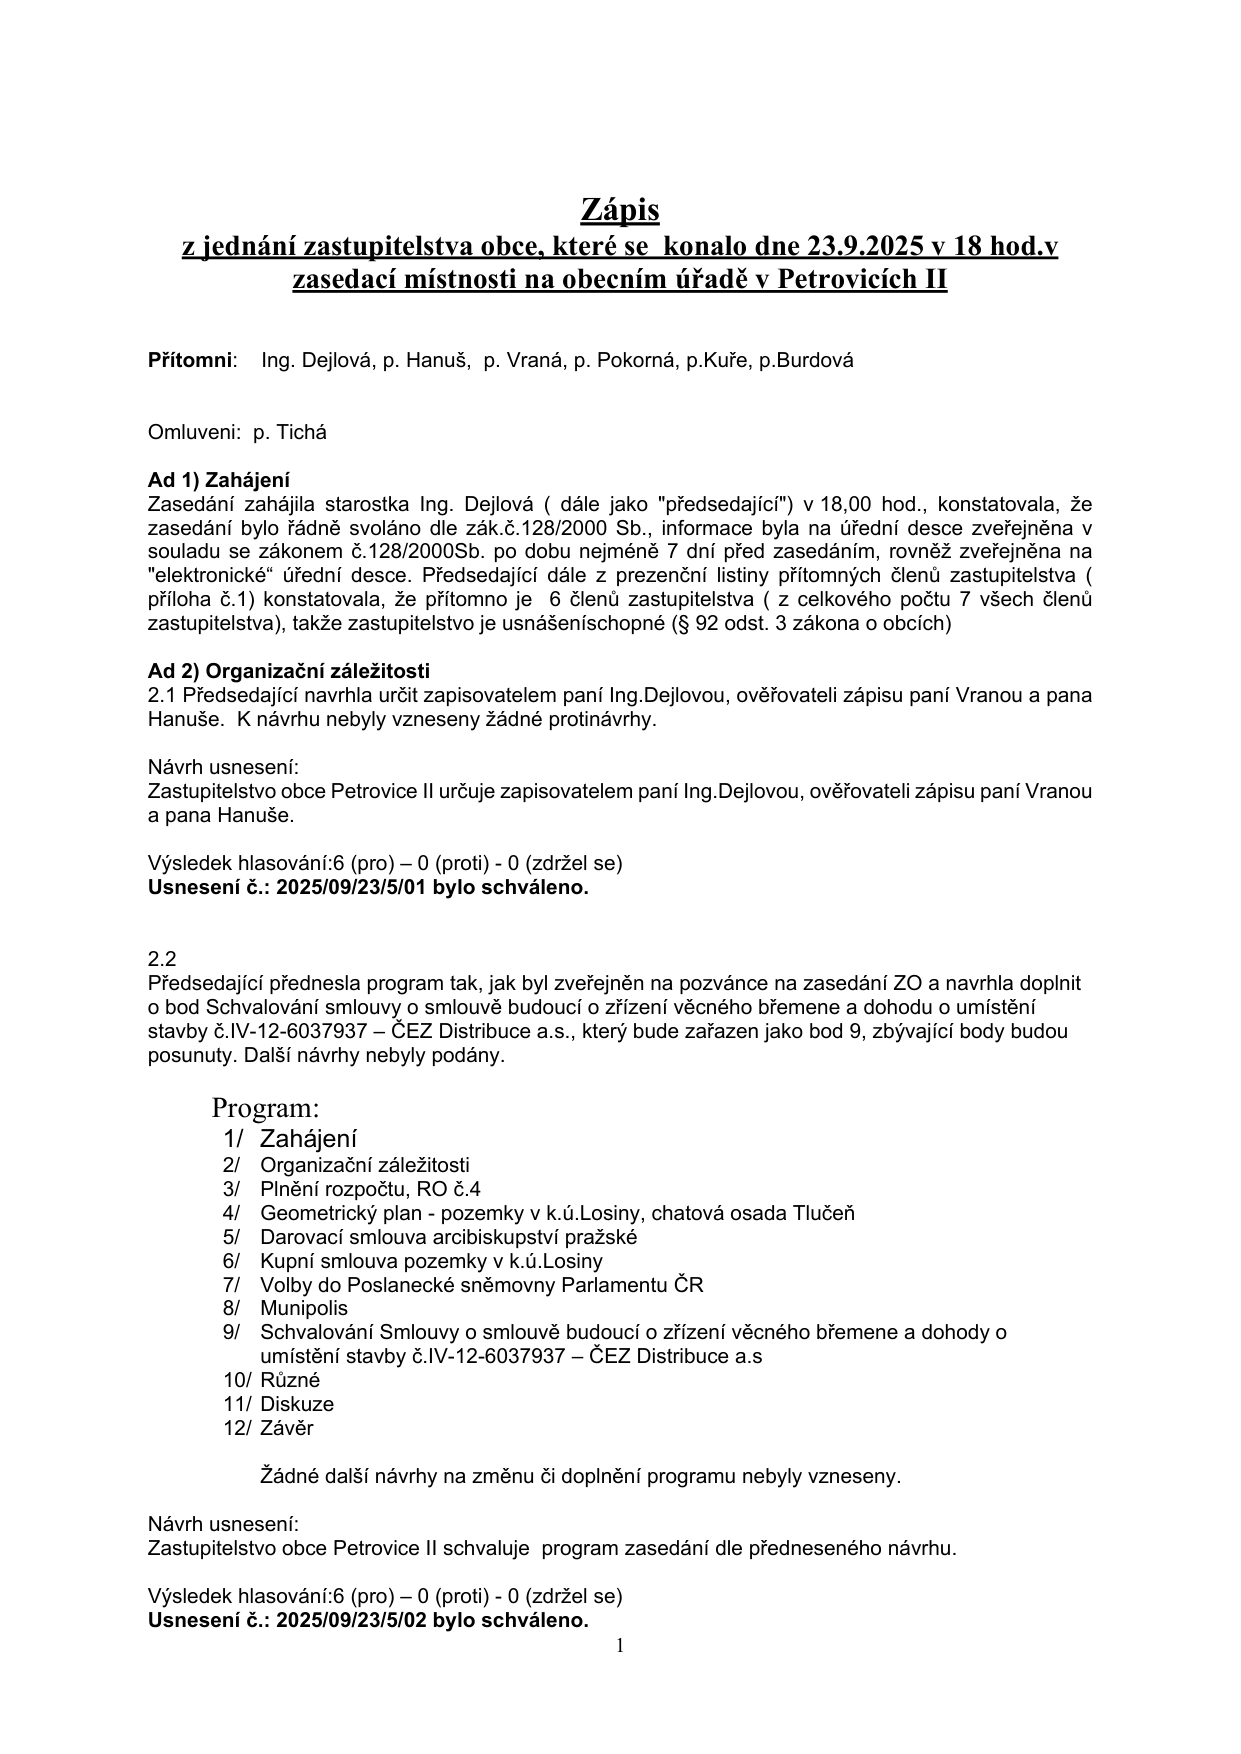 Zápis
z jednání zastupitelstva obce, které se  konalo dne 23.9.2025 v 18 hod.v
zasedací místnosti na obecním úřadě v Petrovicích II
Přítomni:    Ing. Dejlová, p. Hanuš,  p. Vraná, p. Pokorná, p.Kuře, p.Burdová
Omluveni:  p. Tichá
Ad 1) Zahájení
Zasedání zahájila starostka Ing. Dejlová ( dále jako "předsedající") v 18,00 hod., konstatovala, že
zasedání bylo řádně svoláno dle zák.č.128/2000 Sb., informace byla na úřední desce zveřejněna v
souladu se zákonem č.128/2000Sb. po dobu nejméně 7 dní před zasedáním, rovněž zveřejněna na
"elektronické“ úřední desce. Předsedající dále z prezenční listiny přítomných členů zastupitelstva (
příloha č.1) konstatovala, že přítomno je  6 členů zastupitelstva ( z celkového počtu 7 všech členů
zastupitelstva), takže zastupitelstvo je usnášeníschopné (§ 92 odst. 3 zákona o obcích)
Ad 2) Organizační záležitosti
2.1 Předsedající navrhla určit zapisovatelem paní Ing.Dejlovou, ověřovateli zápisu paní Vranou a pana
Hanuše.  K návrhu nebyly vzneseny žádné protinávrhy.
Návrh usnesení:
Zastupitelstvo obce Petrovice II určuje zapisovatelem paní Ing.Dejlovou, ověřovateli zápisu paní Vranou
a pana Hanuše.
Výsledek hlasování:6 (pro) – 0 (proti) - 0 (zdržel se)
Usnesení č.: 2025/09/23/5/01 bylo schváleno.
2.2
Předsedající přednesla program tak, jak byl zveřejněn na pozvánce na zasedání ZO a navrhla doplnit
o bod Schvalování smlouvy o smlouvě budoucí o zřízení věcného břemene a dohodu o umístění
stavby č.IV-12-6037937 – ČEZ Distribuce a.s., který bude zařazen jako bod 9, zbývající body budou
posunuty. Další návrhy nebyly podány.
Program:
1/ Zahájení
2/ Organizační záležitosti
3/ Plnění rozpočtu, RO č.4
4/ Geometrický plan - pozemky v k.ú.Losiny, chatová osada Tlučeň
5/ Darovací smlouva arcibiskupství pražské
6/ Kupní smlouva pozemky v k.ú.Losiny
7/ Volby do Poslanecké sněmovny Parlamentu ČR
8/ Munipolis
9/ Schvalování Smlouvy o smlouvě budoucí o zřízení věcného břemene a dohody o
umístění stavby č.IV-12-6037937 – ČEZ Distribuce a.s
10/ Různé
11/ Diskuze
12/ Závěr
Žádné další návrhy na změnu či doplnění programu nebyly vzneseny.
Návrh usnesení:
Zastupitelstvo obce Petrovice II schvaluje  program zasedání dle předneseného návrhu.
Výsledek hlasování:6 (pro) – 0 (proti) - 0 (zdržel se)
Usnesení č.: 2025/09/23/5/02 bylo schváleno.
1